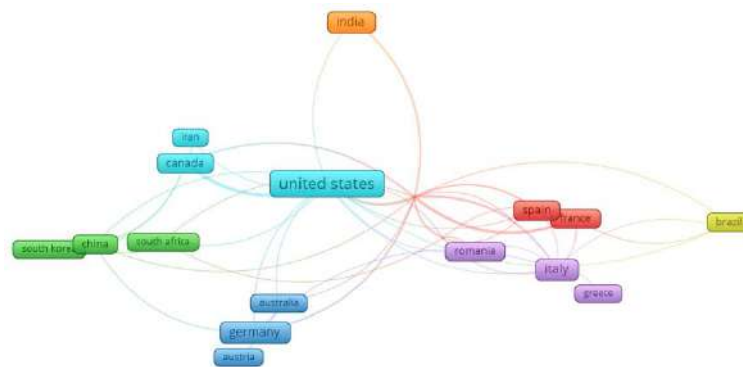 india
iran
canada
united states
spain
france
brazil
south korea
china
south africa
romania
italy
greece
australia
germany
austria